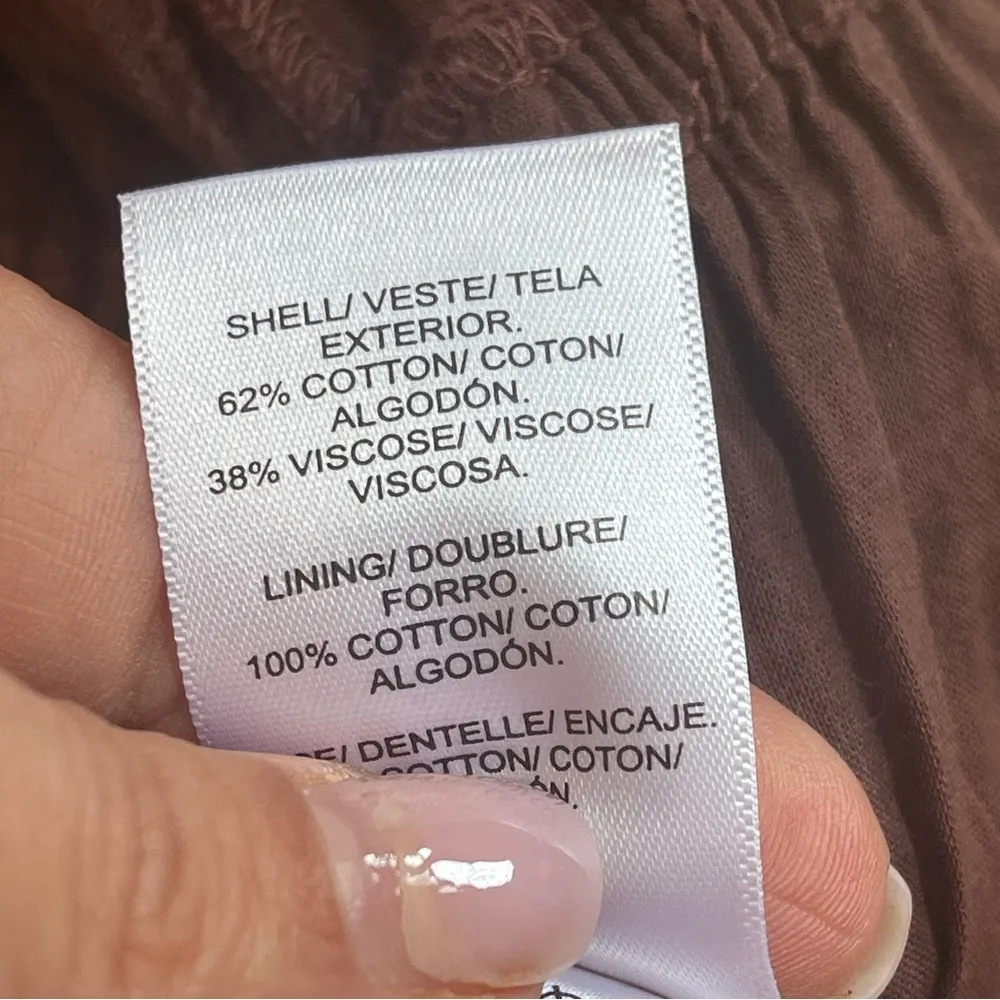 SHELL/ VESTE/ TELA
EXTERIOR.
62% COTTON/ COTON/
ALGODÓN.
38% VISCOSE/ VISCOSE/
VISCOSA.
LINING/ DOUBLURE/
FORRO.
100% COTTON/ COTON/
ALGODÓN.
DENTELLE/ ENCAJE.
COTTON/ COTON/